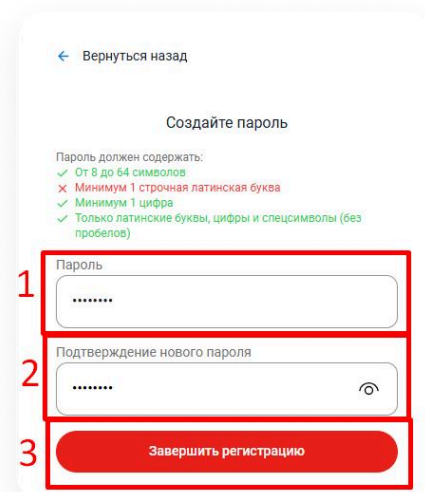 Вернуться назад
Создайте пароль
Пароль должен содержать:
От 8 до 64 символов
Минимум 1 строчная латинская буква
Минимум 1 цифра
Только латинские буквы, цифры и спецсимволы (без
пробелов)
1
Пароль
••••••••
2
Подтверждение нового пароля
••••••••
3
Завершить регистрацию